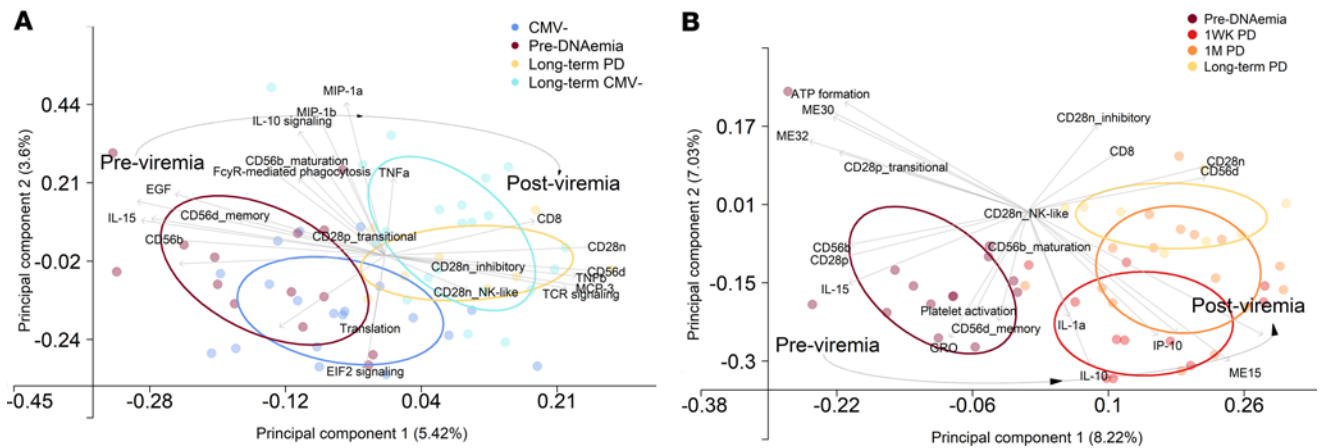 A
CMV-
Pre-DNAemia
Long-term PD
Long-term CMV-
Principal component 2 (3.6%)
0.44
0.21
-0.02
-0.24
MIP-1a
MIP-1b
IL-10 signaling
Pre-viremia
CD56b_maturation
FcyR-mediated phagocytosis
TNFa
Post-viremia
EGF
IL-15
CD56d_memory
CD8
CD56b
CD28p_transitional
CD28n
CD28n_inhibitory
CD56d
TNFb
MCP-3
CD28n_NK-like
TCR signaling
Translation
EIF2 signaling
-0.45
-0.28
-0.12
0.04
0.21
Principal component 1 (5.42%)
B
Pre-DNAemia
1WK PD
1M PD
Long-term PD
Principal component 2 (7.03%)
0.17
0.01
-0.15
-0.3
ATP formation
ME30
ME32
CD28n_inhibitory
CD8
CD28p_transitional
CD28n
CD56d
CD28n_NK-like
CD56b
CD56b_maturation
CD28p
IL-15
Platelet activation
CD56d_memory
IL-1a
Post-viremia
Pre-viremia
GRO
IP-10
IL-10
ME15
-0.38
-0.22
-0.06
0.1
0.26
Principal component 1 (8.22%)